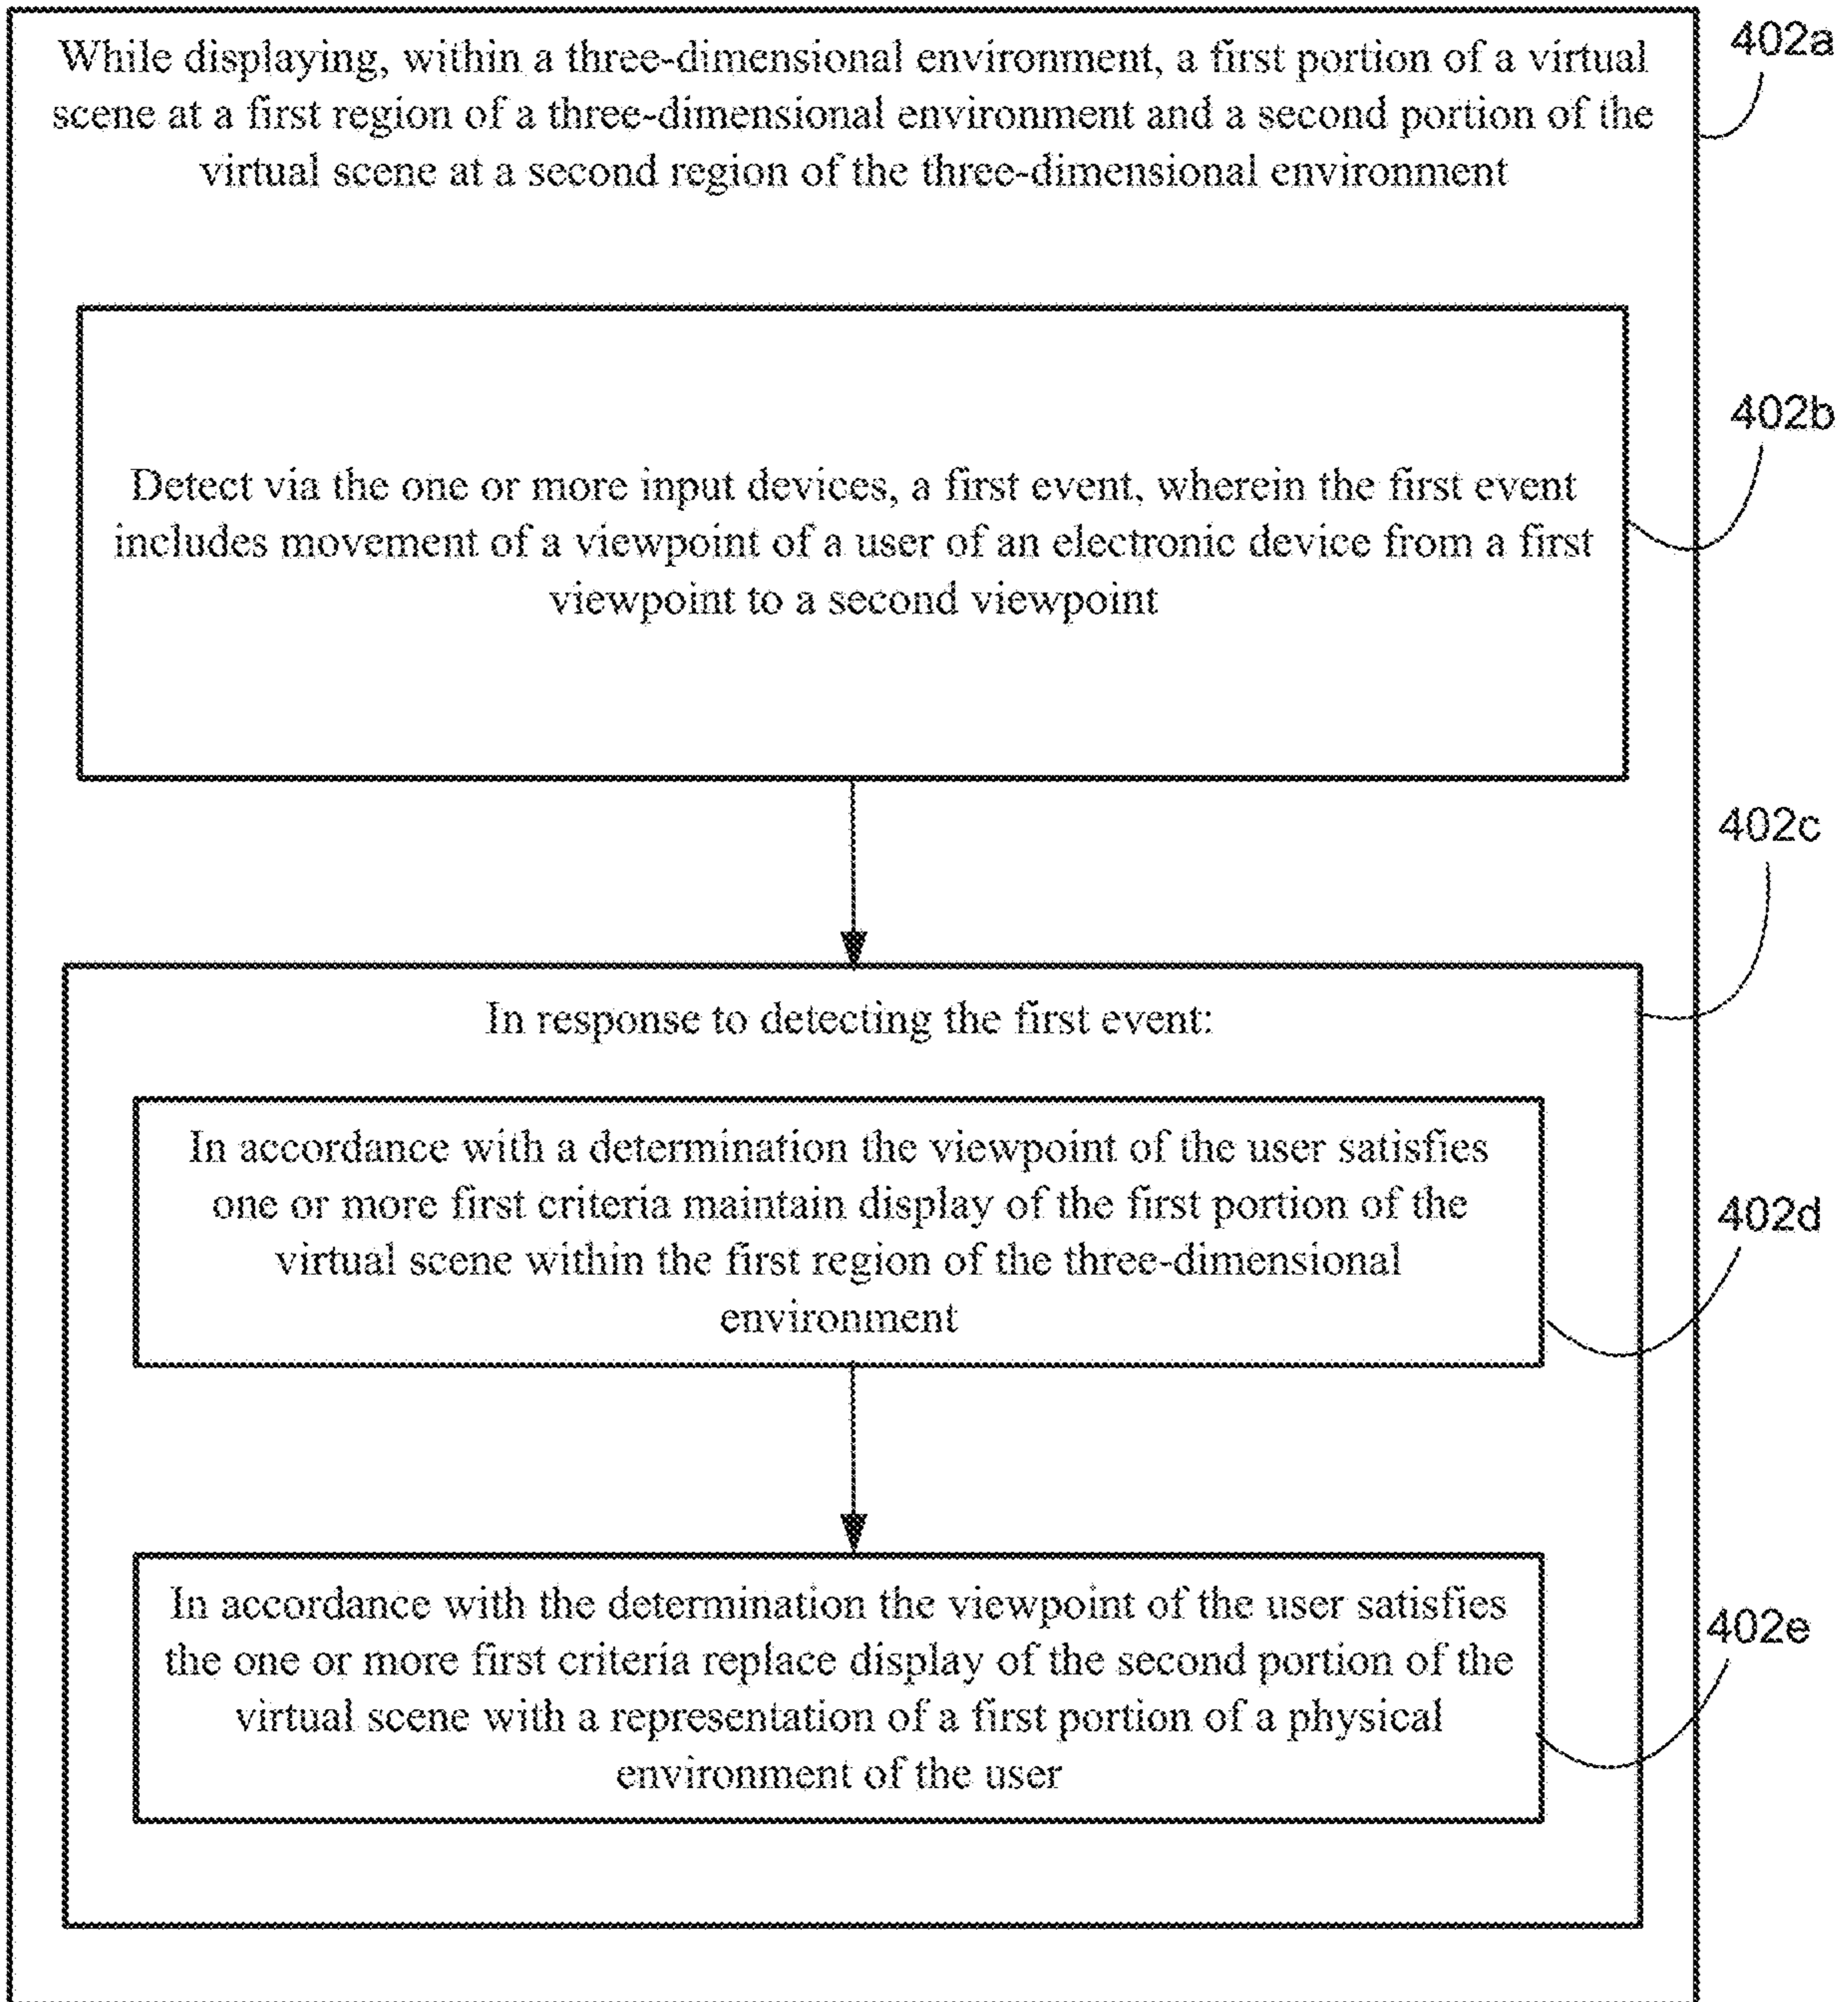 While displaying, within a three-dimensional environment, a first portion of a virtual
scene at a first region of a three-dimensional environment and a second portion of the
virtual scene at a second region of the three-dimensional environment
402a
402b
Detect via the one or more input devices, a first event, wherein the first event
includes movement of a viewpoint of a user of an electronic device from a first
viewpoint to a second viewpoint
402c
In response to detecting the first event:
In accordance with a determination the viewpoint of the user satisfies
one or more first criteria maintain display of the first portion of the
virtual scene within the first region of the three-dimensional
environment
402d
In accordance with the determination the viewpoint of the user satisfies
the one or more first criteria replace display of the second portion of the
virtual scene with a representation of a first portion of a physical
environment of the user
402e